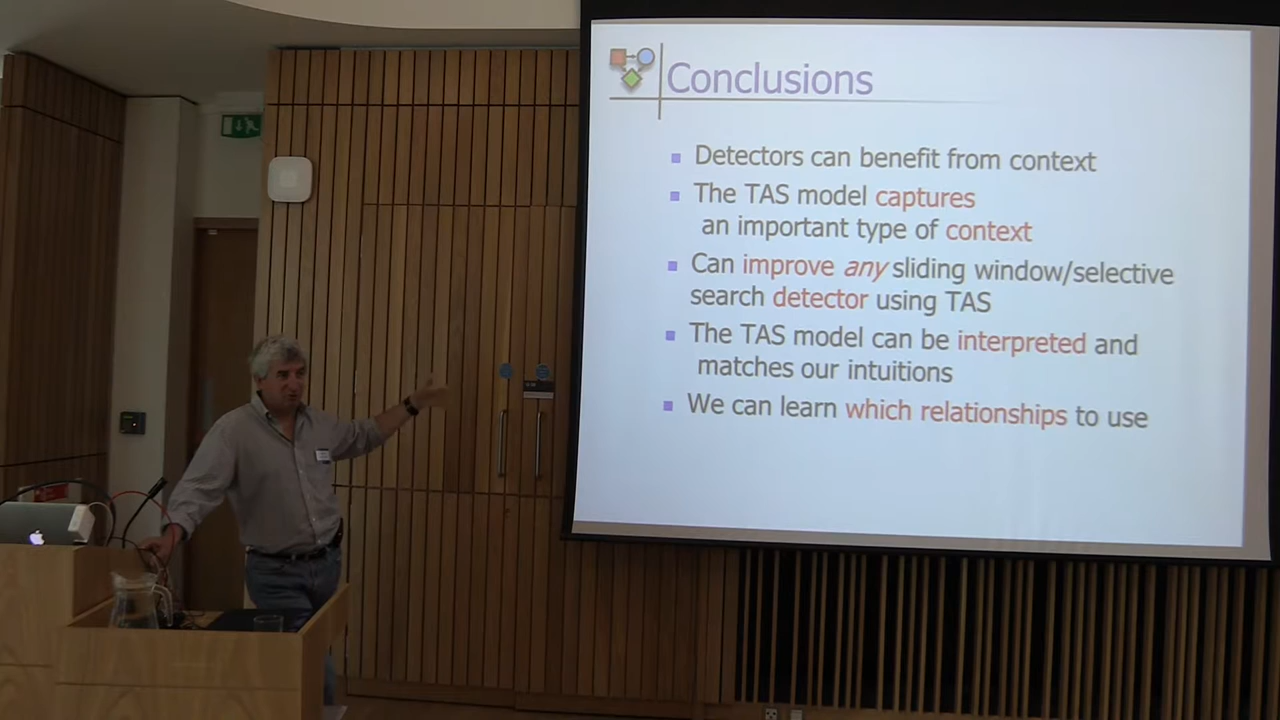 Conclusions
Detectors can benefit from context
The TAS model captures
an important type of context
Can improve any sliding window/selective
search detector using TAS
The TAS model can be interpreted and
matches our intuitions
We can learn which relationships to use